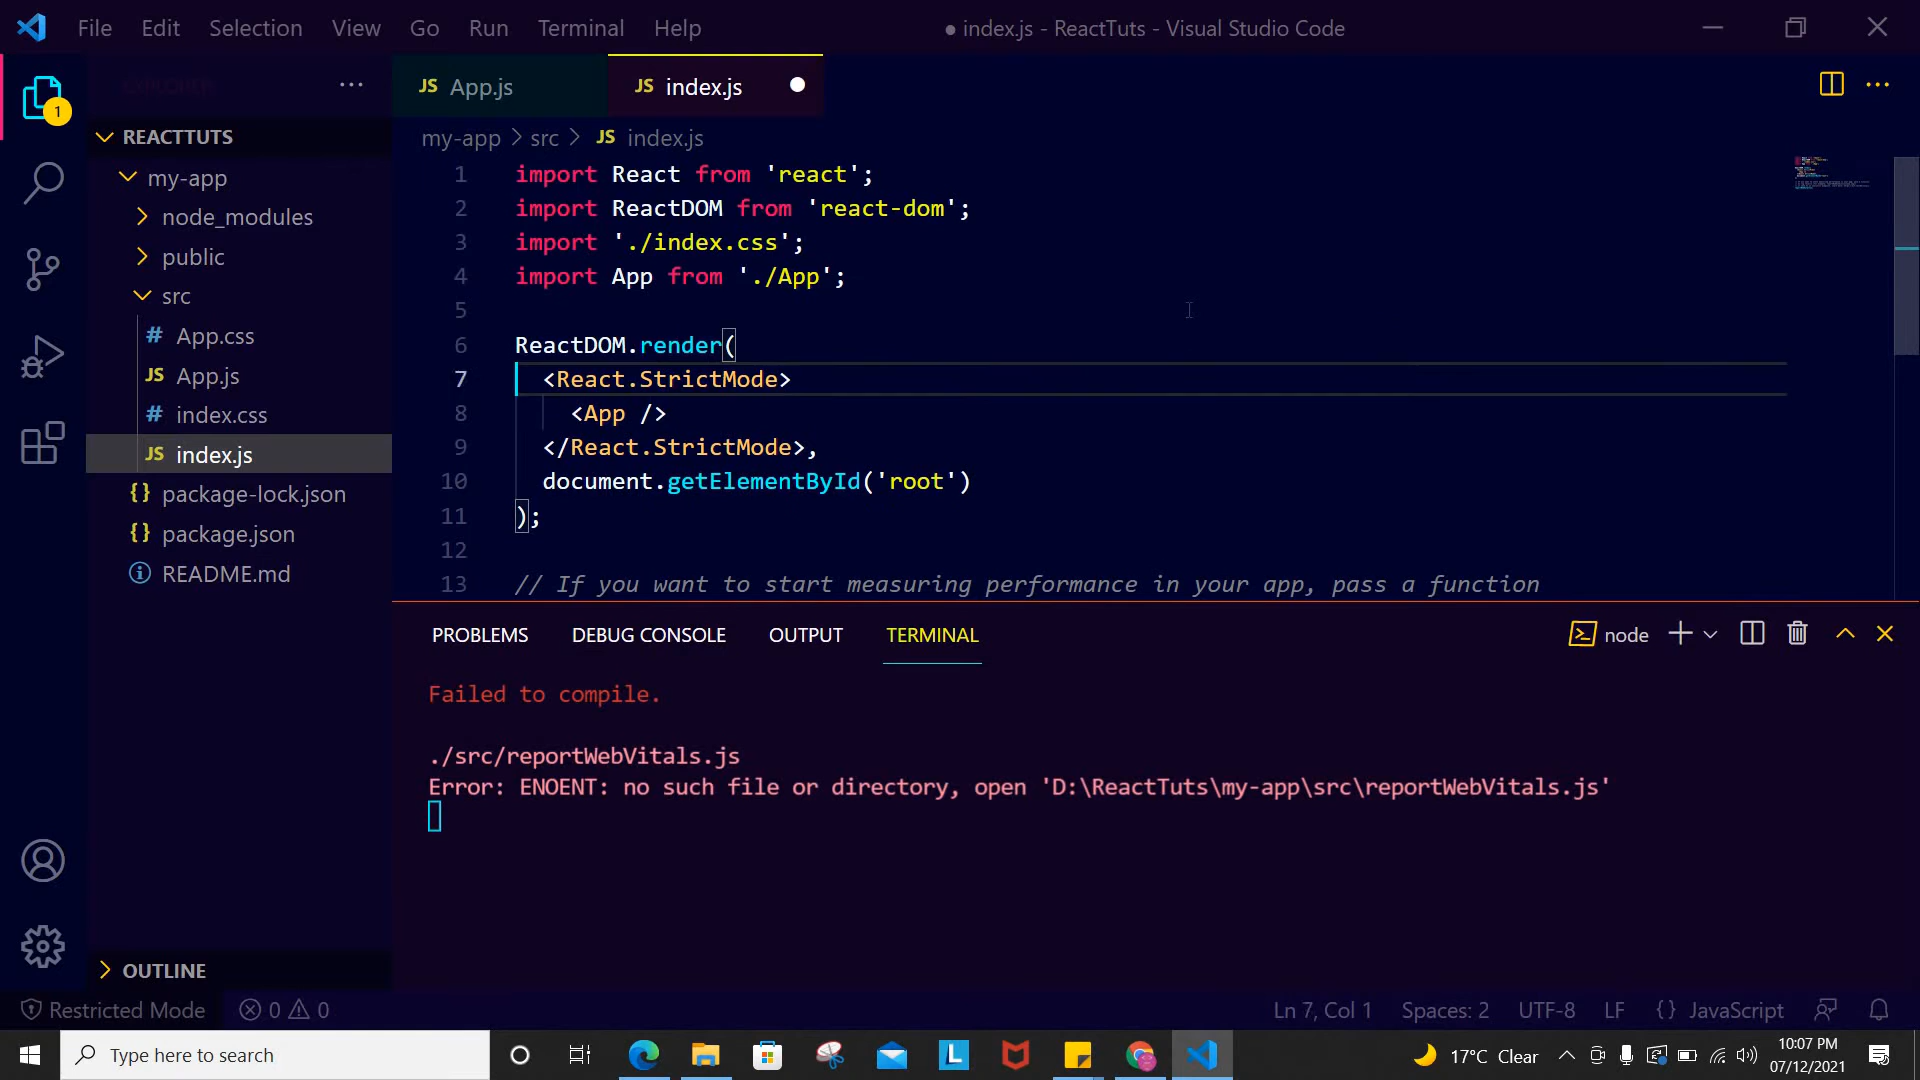 File Edit Selection View Go Run Terminal Help
● index.js - ReactTuts - Visual Studio Code
1
EXPLORER
REACTTUTS
my-app
node_modules
public
src
# App.css
JS App.js
# index.css
JS index.js
{} package-lock.json
{} package.json
README.md
OUTLINE
JS App.js
JS index.js
my-app > src > JS index.js
1 import React from 'react';
2 import ReactDOM from 'react-dom';
3 import './index.css';
4 import App from './App';
5
6 ReactDOM.render(
7 <React.StrictMode>
8 <App />
9 </React.StrictMode>,
10 document.getElementById('root')
11 );
12
13 // If you want to start measuring performance in your app, pass a function
PROBLEMS DEBUG CONSOLE OUTPUT TERMINAL
node
Failed to compile.
./src/reportWebVitals.js
Error: ENOENT: no such file or directory, open 'D:\ReactTuts\my-app\src\reportWebVitals.js'
Restricted Mode 0 0
Ln 7, Col 1 Spaces: 2 UTF-8 LF {} JavaScript
Type here to search
L
17°C Clear
10:07 PM
07/12/2021